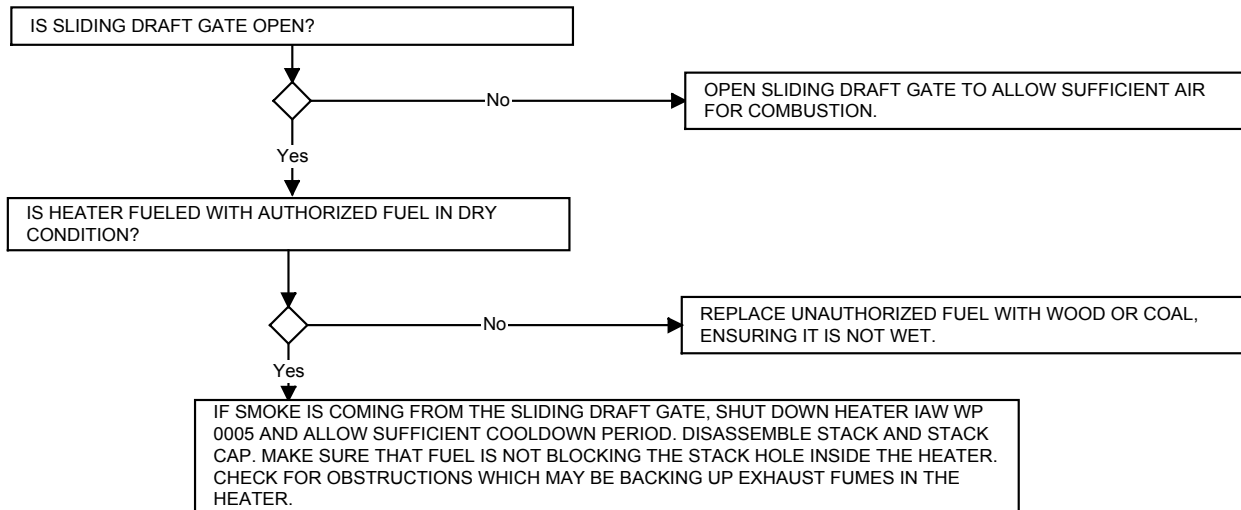 IS SLIDING DRAFT GATE OPEN?
No
OPEN SLIDING DRAFT GATE TO ALLOW SUFFICIENT AIR
FOR COMBUSTION.
Yes
IS HEATER FUELED WITH AUTHORIZED FUEL IN DRY
CONDITION?
No
REPLACE UNAUTHORIZED FUEL WITH WOOD OR COAL,
ENSURING IT IS NOT WET.
Yes
IF SMOKE IS COMING FROM THE SLIDING DRAFT GATE, SHUT DOWN HEATER IAW WP
0005 AND ALLOW SUFFICIENT COOLDOWN PERIOD. DISASSEMBLE STACK AND STACK
CAP. MAKE SURE THAT FUEL IS NOT BLOCKING THE STACK HOLE INSIDE THE HEATER.
CHECK FOR OBSTRUCTIONS WHICH MAY BE BACKING UP EXHAUST FUMES IN THE
HEATER.